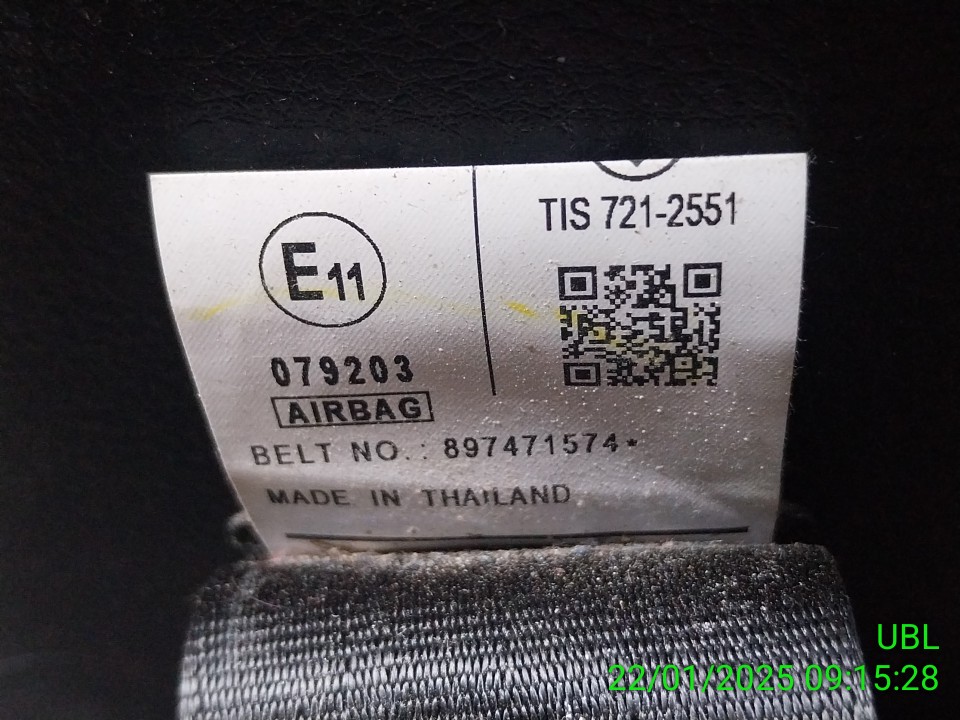 E11
079203
AIRBAG
TIS 721-2551
BELT NO. : 897471574*
MADE IN THAILAND
UBL
22/01/2025 09:15:28